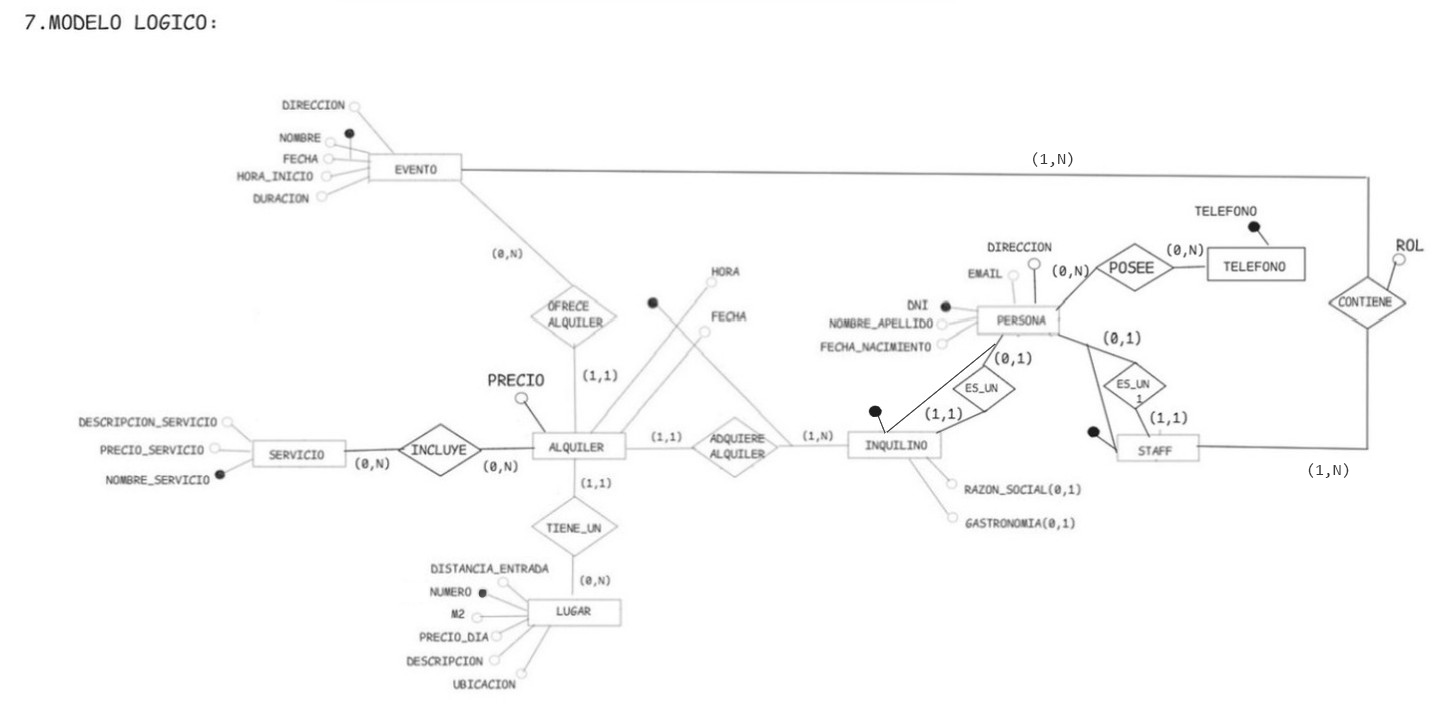 7.MODELO LOGICO:
DIRECCION
NOMBRE
FECHA
HORA_INICIO
DURACION
EVENTO
(1,N)
(0,N)
OFRECE
ALQUILER
(1,1)
HORA
FECHA
TELEFONO
DIRECCION
EMAIL
(0,N)
POSEE
(0,N)
TELEFONO
ROL
CONTIENE
DNI
NOMBRE_APELLIDO
FECHA_NACIMIENTO
PERSONA
(0,1)
(0,1)
ES_UN
ES_UN
1
(1,1)
(1,1)
PRECIO
DESCRIPCION_SERVICIO
PRECIO_SERVICIO
NOMBRE_SERVICIO
SERVICIO
(0,N)
INCLUYE
(0,N)
ALQUILER
(1,1)
ADQUIERE
ALQUILER
(1,N)
INQUILINO
STAFF
(1,N)
RAZON_SOCIAL(0,1)
GASTRONOMIA(0,1)
(1,1)
TIENE_UN
(0,N)
DISTANCIA_ENTRADA
NUMERO
M2
PRECIO_DIA
DESCRIPCION
UBICACION
LUGAR